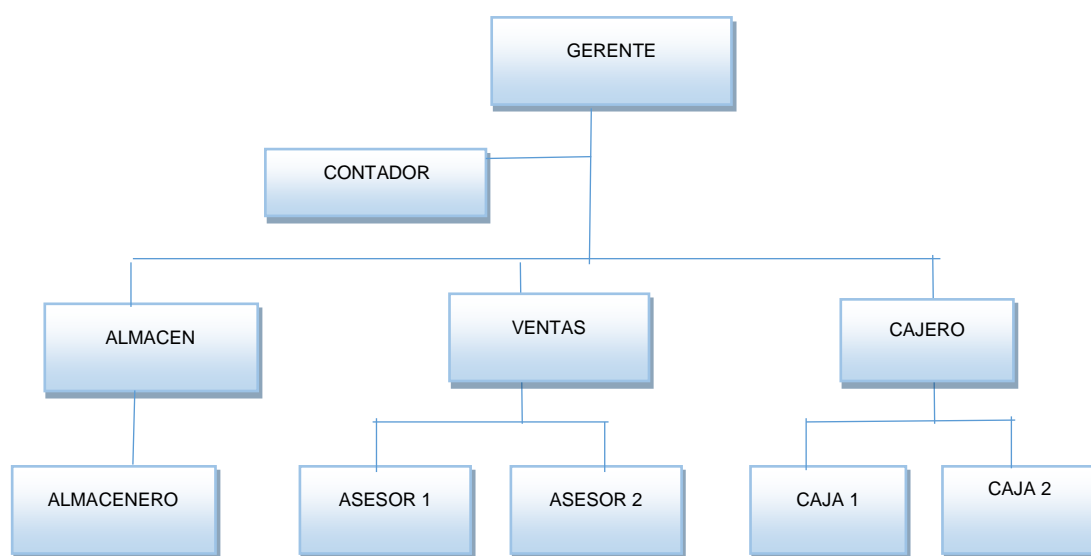 GERENTE
CONTADOR
ALMACEN
VENTAS
CAJERO
ALMACENERO
ASESOR 1
ASESOR 2
CAJA 1
CAJA 2